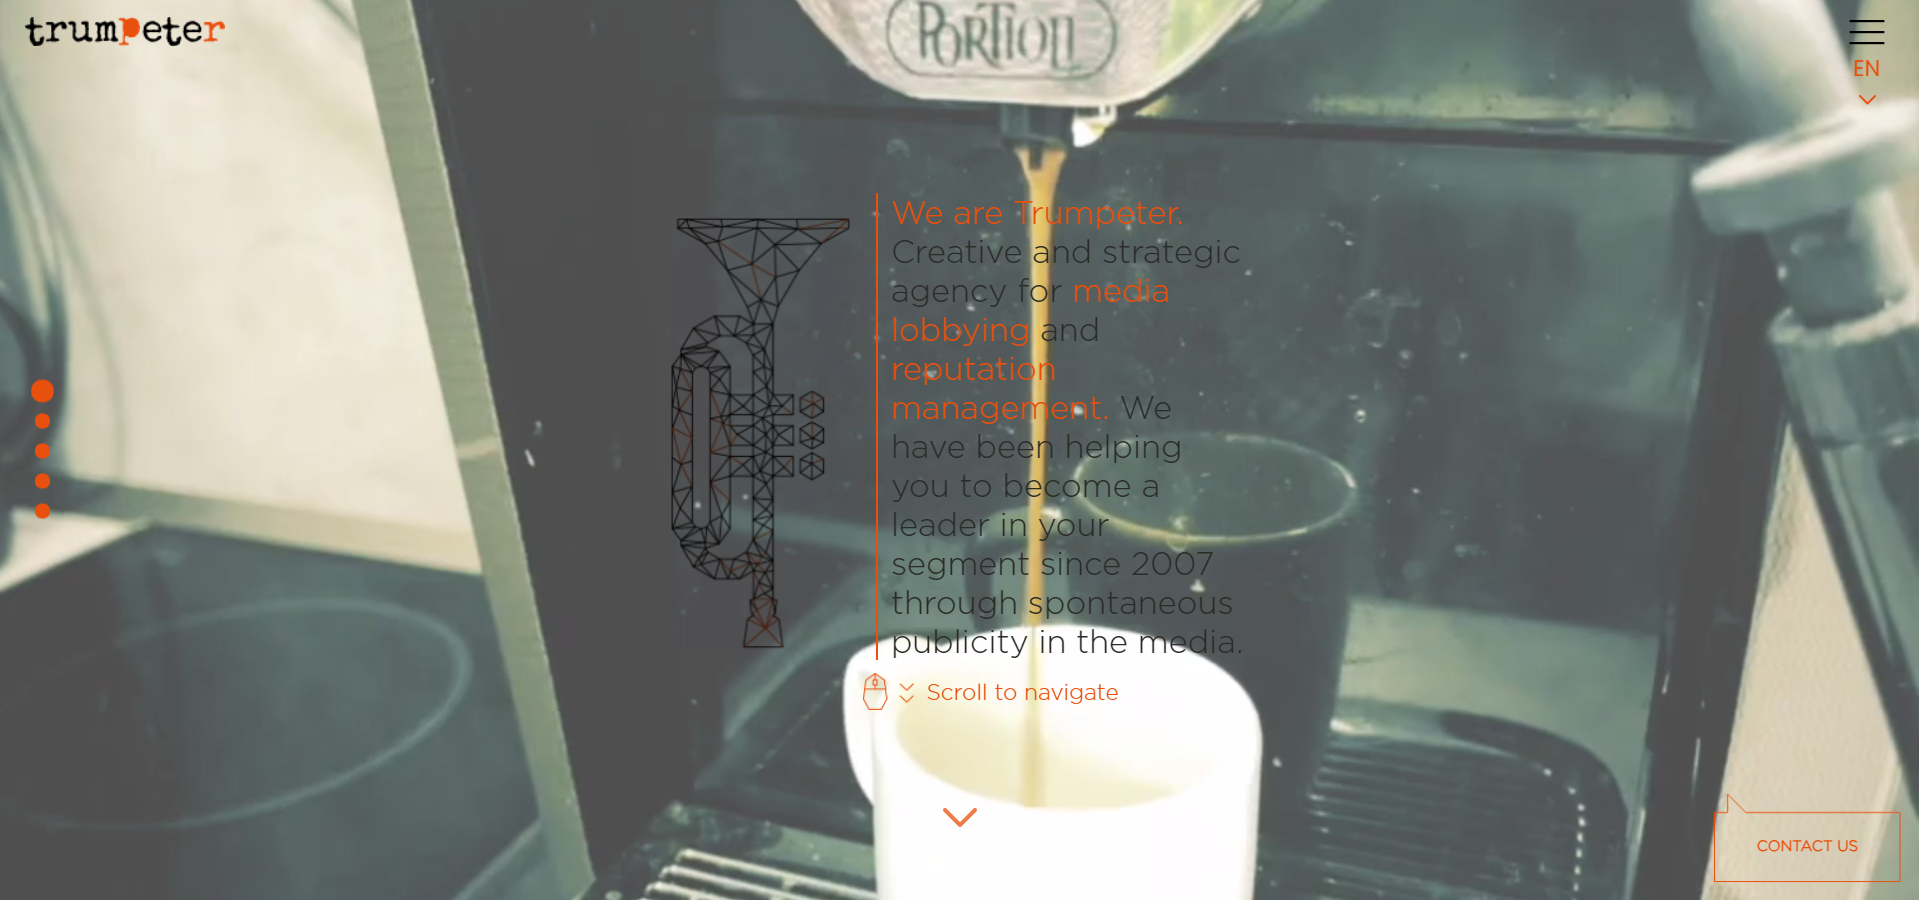 trumpeter
PORTION
EN
We are Trumpeter.
Creative and strategic
agency for media
lobbying and
reputation
management. We
have been helping
you to become a
leader in your
segment since 2007
through spontaneous
publicity in the media.
Scroll to navigate
CONTACT US